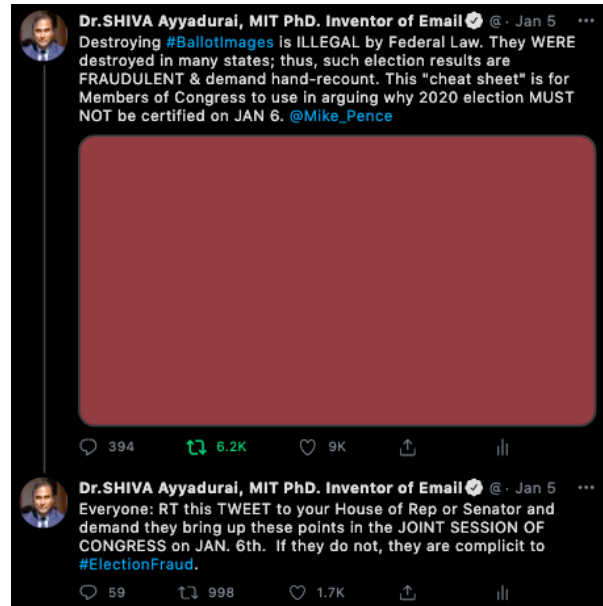 Dr.SHIVA Ayyadurai, MIT PhD. Inventor of Email @ · Jan 5
Destroying #BallotImages is ILLEGAL by Federal Law. They WERE
destroyed in many states; thus, such election results are
FRAUDULENT & demand hand-recount. This "cheat sheet" is for
Members of Congress to use in arguing why 2020 election MUST
NOT be certified on JAN 6. @Mike_Pence
394 6.2K 9K
Dr.SHIVA Ayyadurai, MIT PhD. Inventor of Email @ · Jan 5
Everyone: RT this TWEET to your House of Rep or Senator and
demand they bring up these points in the JOINT SESSION OF
CONGRESS on JAN. 6th. If they do not, they are complicit to
#ElectionFraud.
59 998 1.7K